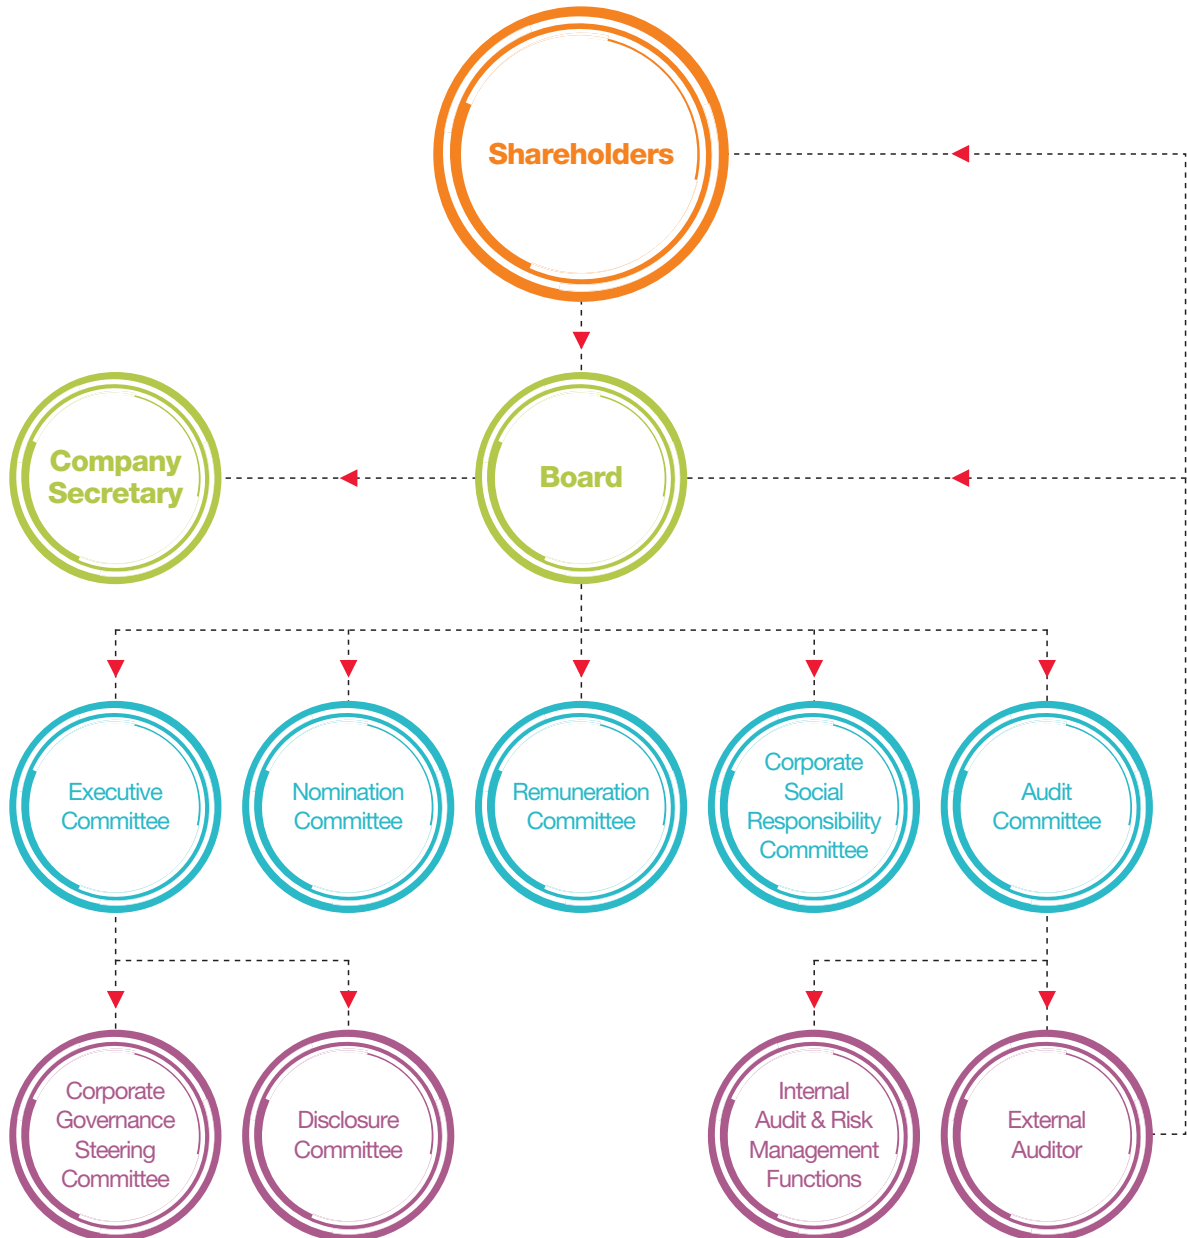 Shareholders
Company
Secretary
Board
Executive
Committee
Nomination
Committee
Remuneration
Committee
Corporate
Social
Responsibility
Committee
Audit
Committee
Corporate
Governance
Steering
Committee
Disclosure
Committee
Internal
Audit & Risk
Management
Functions
External
Auditor